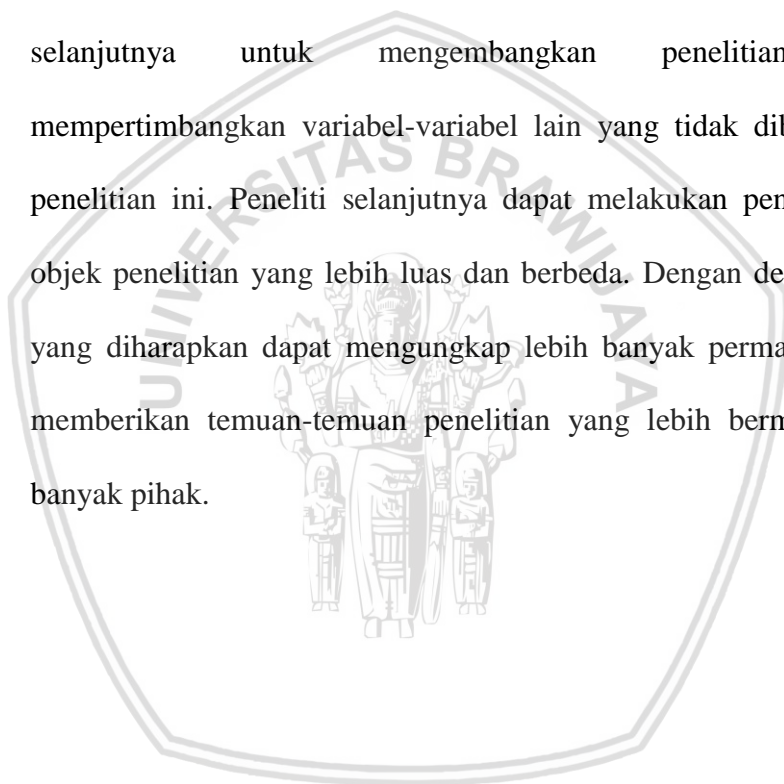 selanjutnya untuk mengembangkan penelitian
mempertimbangkan variabel-variabel lain yang tidak
penelitian ini. Peneliti selanjutnya dapat melakukan
objek penelitian yang lebih luas dan berbeda. Dengan
yang diharapkan dapat mengungkap lebih banyak
memberikan temuan-temuan penelitian yang lebih
banyak pihak.
UNIVERSITAS BRAWIJAYA